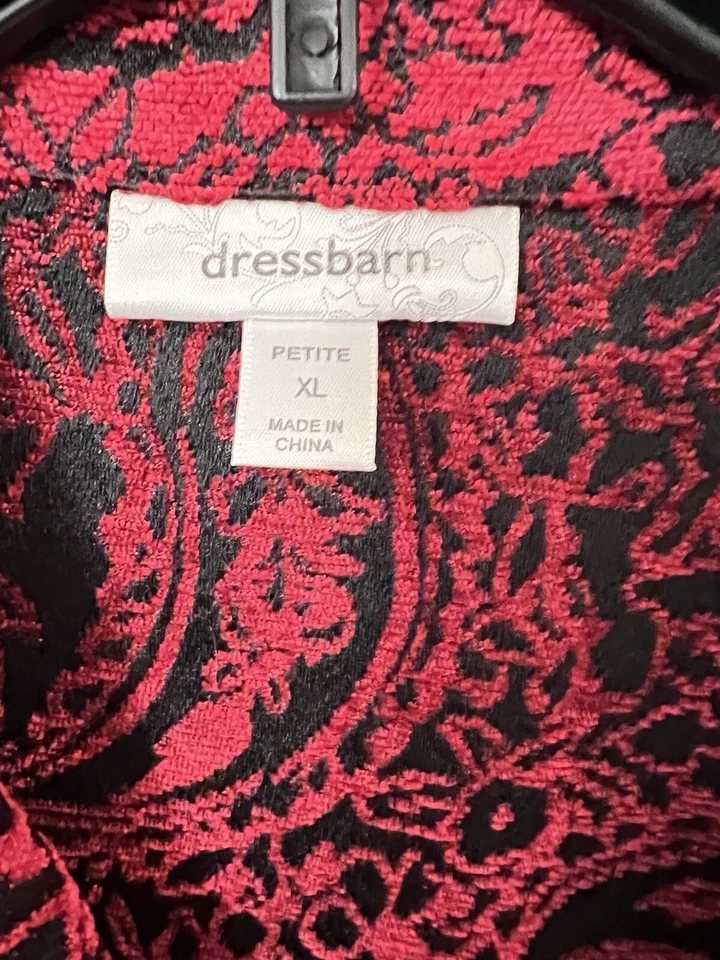 dressbarn
PETITE
XL
MADE IN
CHINA